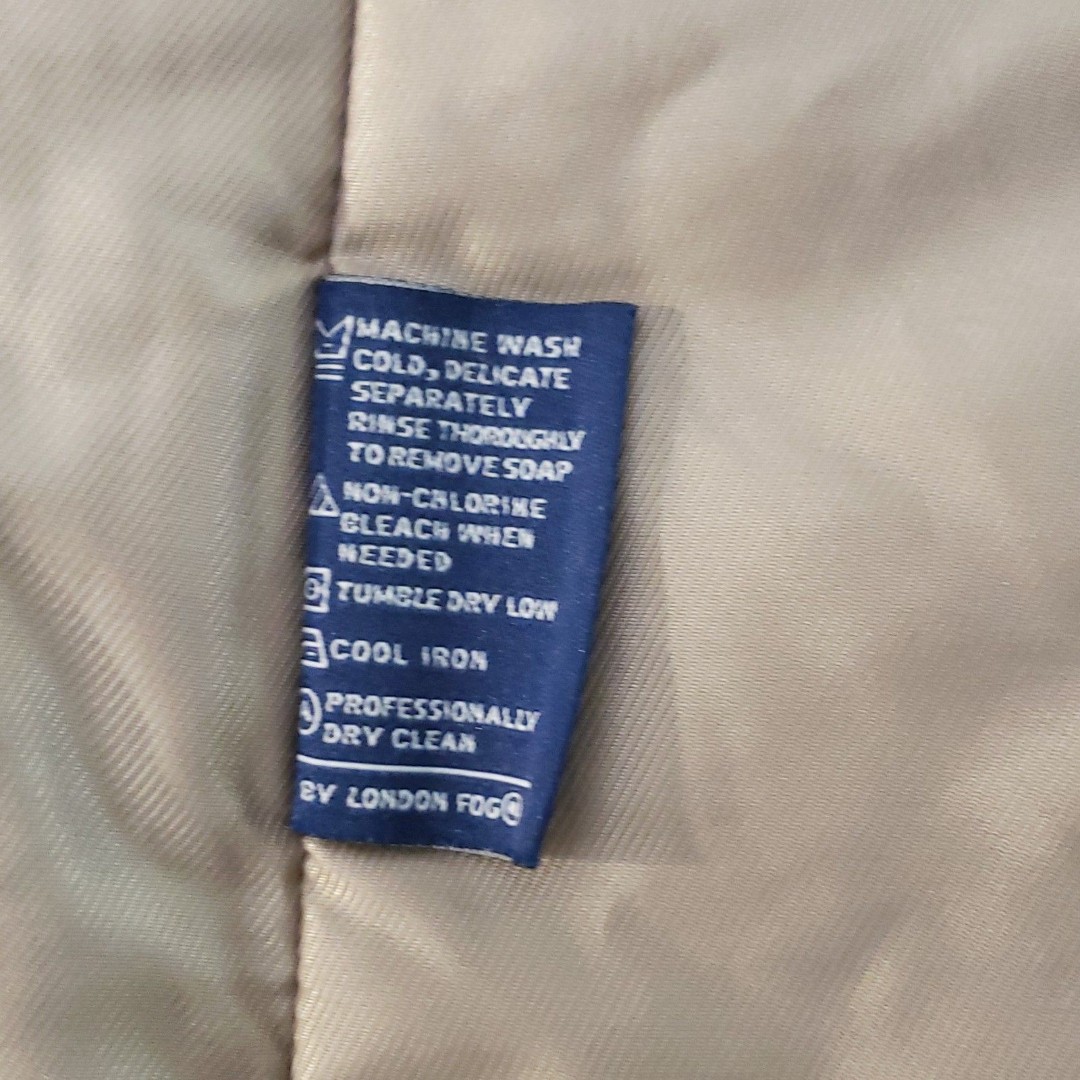 MACHINE WASH
COLD, DELICATE
SEPARATELY
RINSE THOROUGHLY
TO REMOVE SOAP
NON-CHLORINE
BLEACH WHEN
NEEDED
TUMBLE DRY LOW
COOL IRON
A PROFESSIONALLY
DRY CLEAN
BY LONDON FOG®